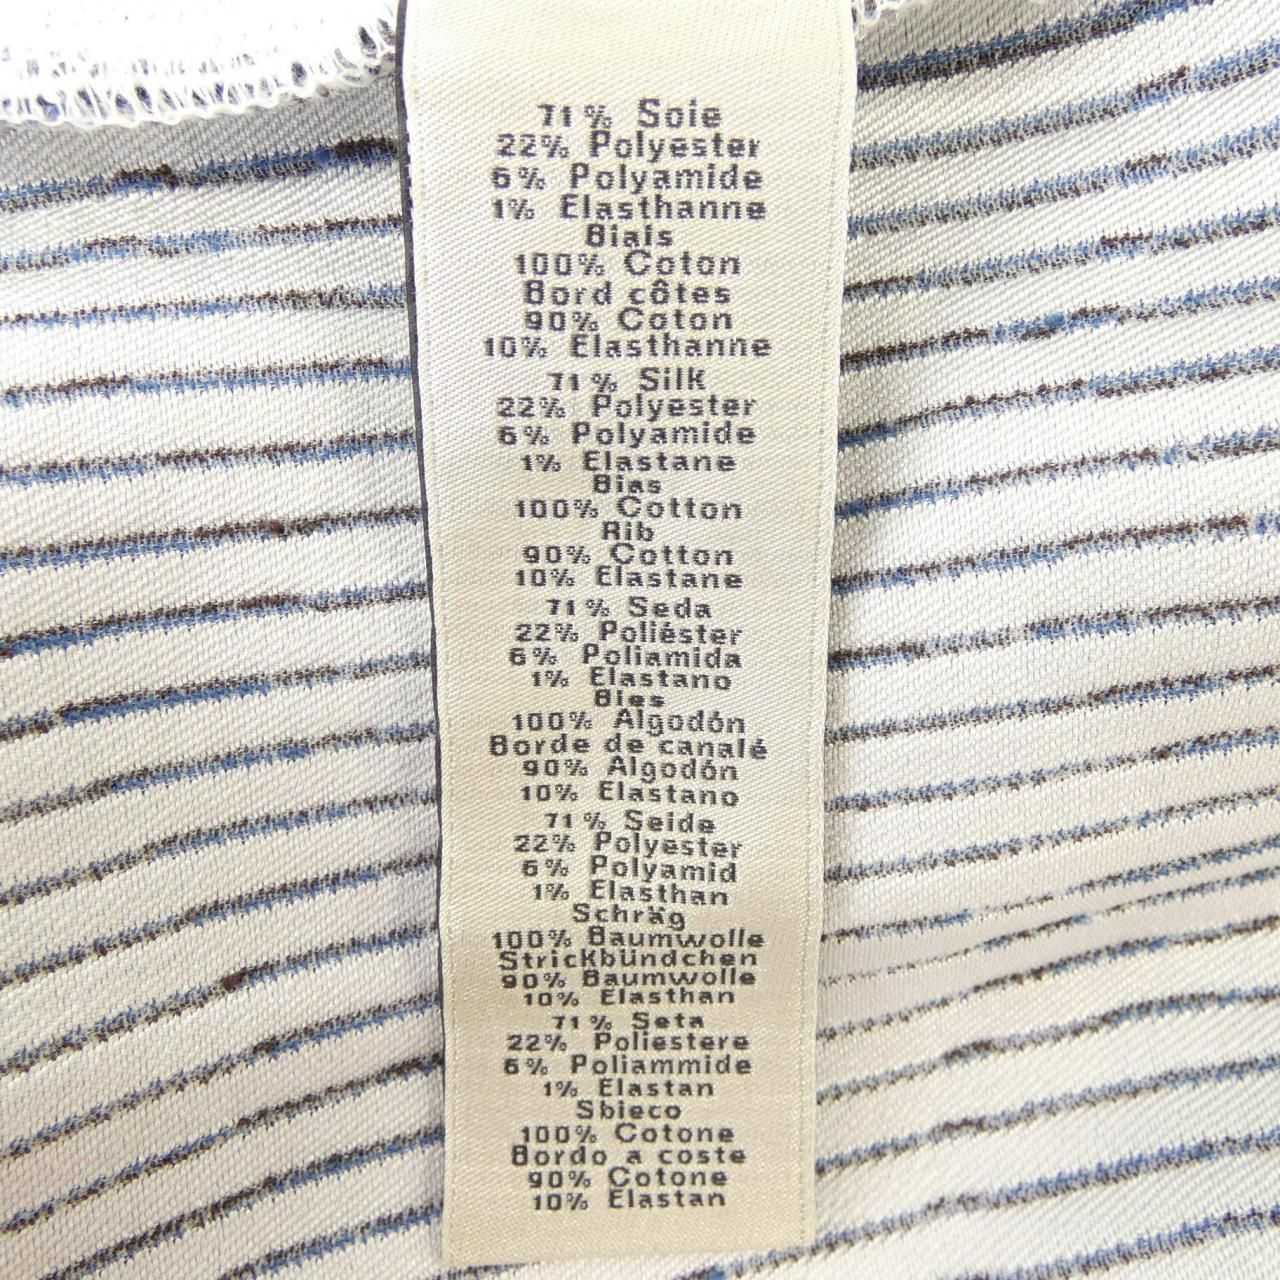 71% Soie
22% Polyester
6% Polyamide
1% Elasthanne
Biais
100% Coton
Bord côtes
90% Coton
10% Elasthanne
71% Silk
22% Polyester
6% Polyamide
1% Elastane
Bias
100% Cotton
Rib
90% Cotton
10% Elastane
71% Seda
22% Poliéster
6% Poliamida
1% Elastano
Bies
100% Algodón
Borde de canalé
90% Algodón
10% Elastano
71% Seide
22% Polyester
6% Polyamid
1% Elasthan
Schräg
100% Baumwolle
Strickbündchen
90% Baumwolle
10% Elasthan
71% Seta
22% Poliestere
6% Poliammide
1% Elastan
Sbieco
100% Cotone
Bordo a coste
90% Cotone
10% Elastan